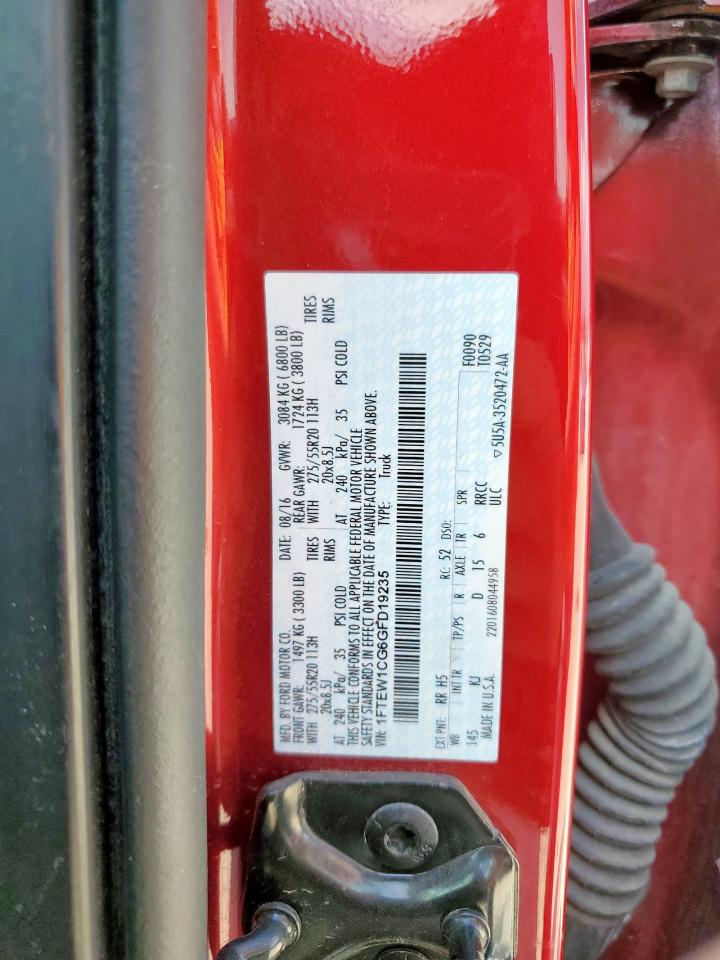 MFD. BY FORD MOTOR CO.
DATE: 08/16 GVWR: 3084 KG ( 6800 LB)
FRONT GAWR: 1497 KG ( 3300 LB) REAR GAWR: 1724 KG ( 3800 LB)
WITH 275/55R20 113H TIRES WITH 275/55R20 113H TIRES
20x8.5J RIMS 20x8.5J RIMS
AT 240 kPa/ 35 PSI COLD AT 240 kPa/ 35 PSI COLD
THIS VEHICLE CONFORMS TO ALL APPLICABLE FEDERAL MOTOR VEHICLE
SAFETY STANDARDS IN EFFECT ON THE DATE OF MANUFACTURE SHOWN ABOVE.
VIN: 1FTEW1CG6GFD19235 TYPE: Truck
F0090
T0529
EXT PNT: RR H5 RC: 52 DSO:
WB INT TR TP/PS R AXLE TR SPR
145 KJ D 15 6 RRCC
ULC
▽ 5U5A-3520472-AA
MADE IN U.S.A. 2201608044958